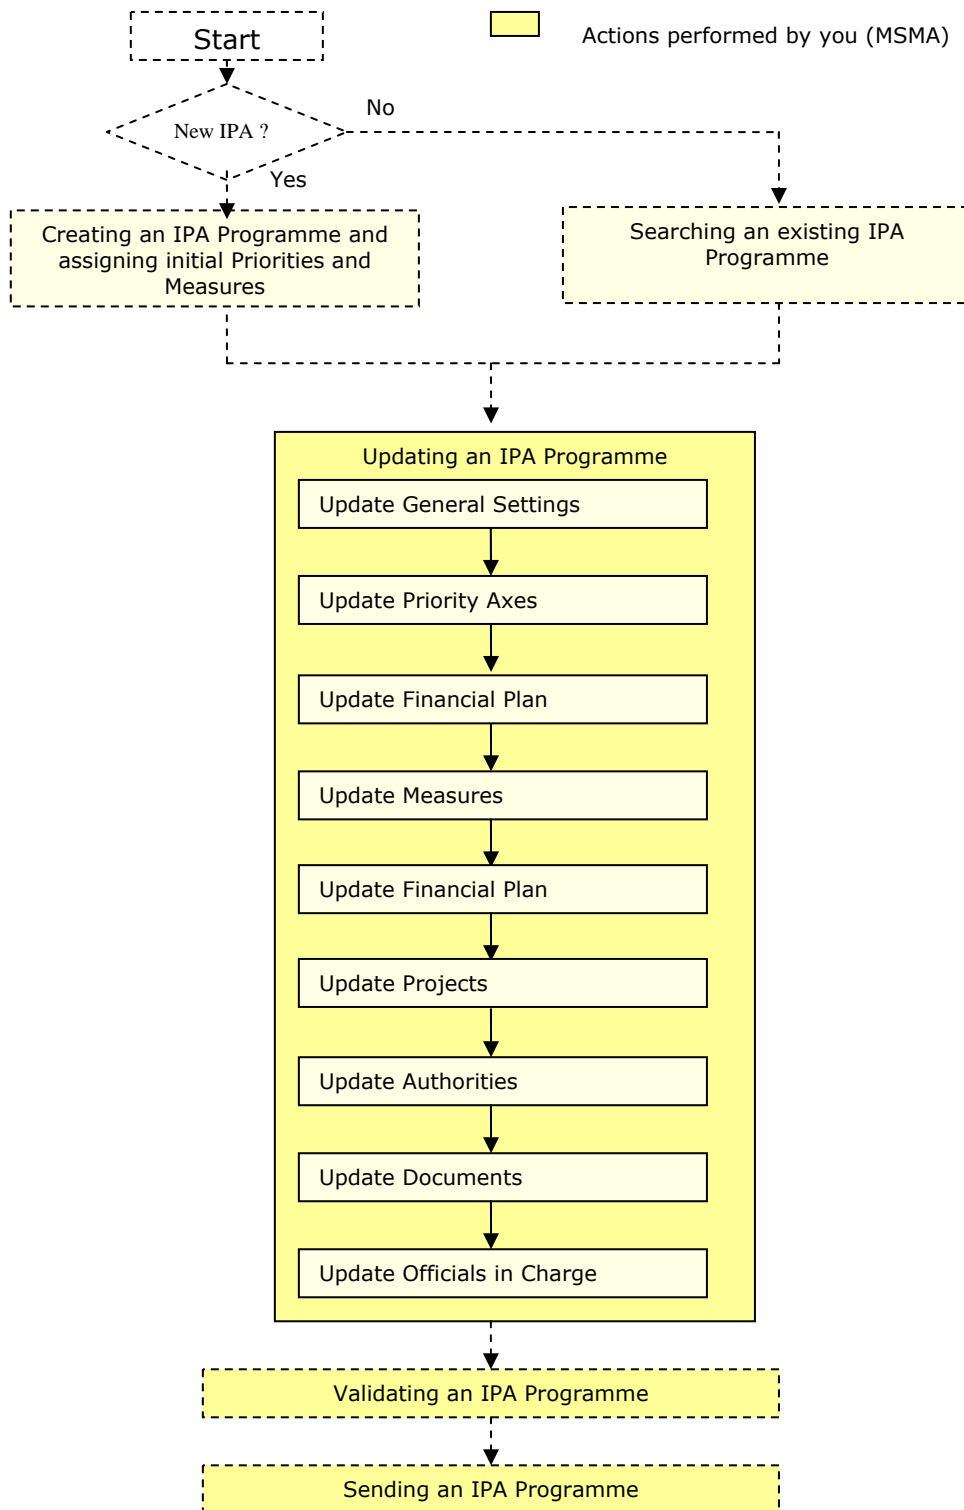 Start
Actions performed by you (MSMA)
No
New IPA ?
Yes
Creating an IPA Programme and
assigning initial Priorities and
Measures
Searching an existing IPA
Programme
Updating an IPA Programme
Update General Settings
Update Priority Axes
Update Financial Plan
Update Measures
Update Financial Plan
Update Projects
Update Authorities
Update Documents
Update Officials in Charge
Validating an IPA Programme
Sending an IPA Programme